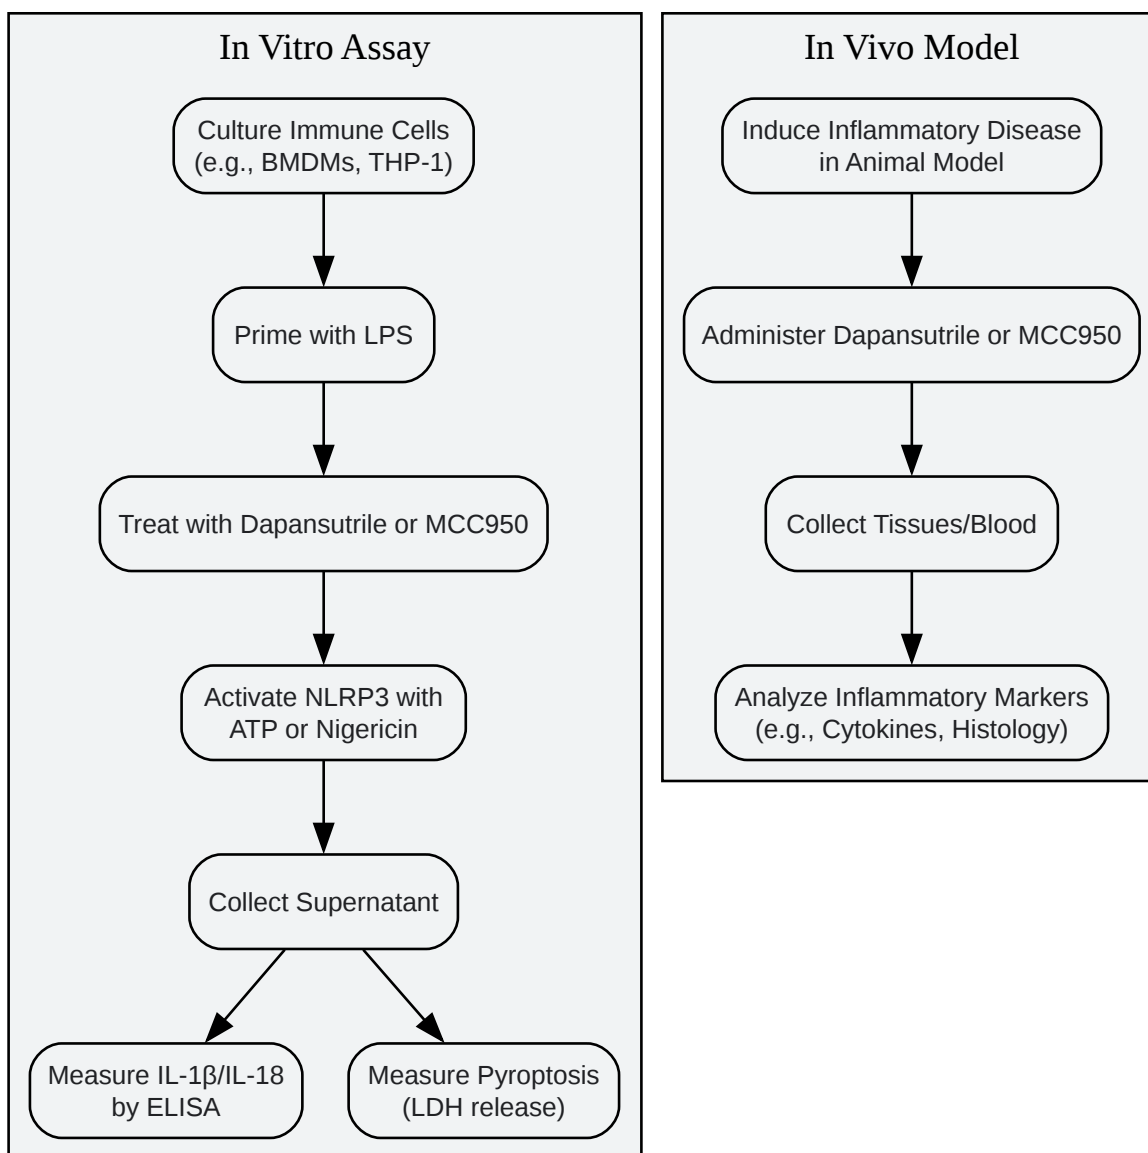 In Vitro Assay
Culture Immune Cells
(e.g., BMDMs, THP-1)
Prime with LPS
Treat with Dapansutrile or MCC950
Activate NLRP3 with
ATP or Nigericin
Collect Supernatant
Measure IL-1β/IL-18
by ELISA
Measure Pyroptosis
(LDH release)
In Vivo Model
Induce Inflammatory Disease
in Animal Model
Administer Dapansutrile or MCC950
Collect Tissues/Blood
Analyze Inflammatory Markers
(e.g., Cytokines, Histology)